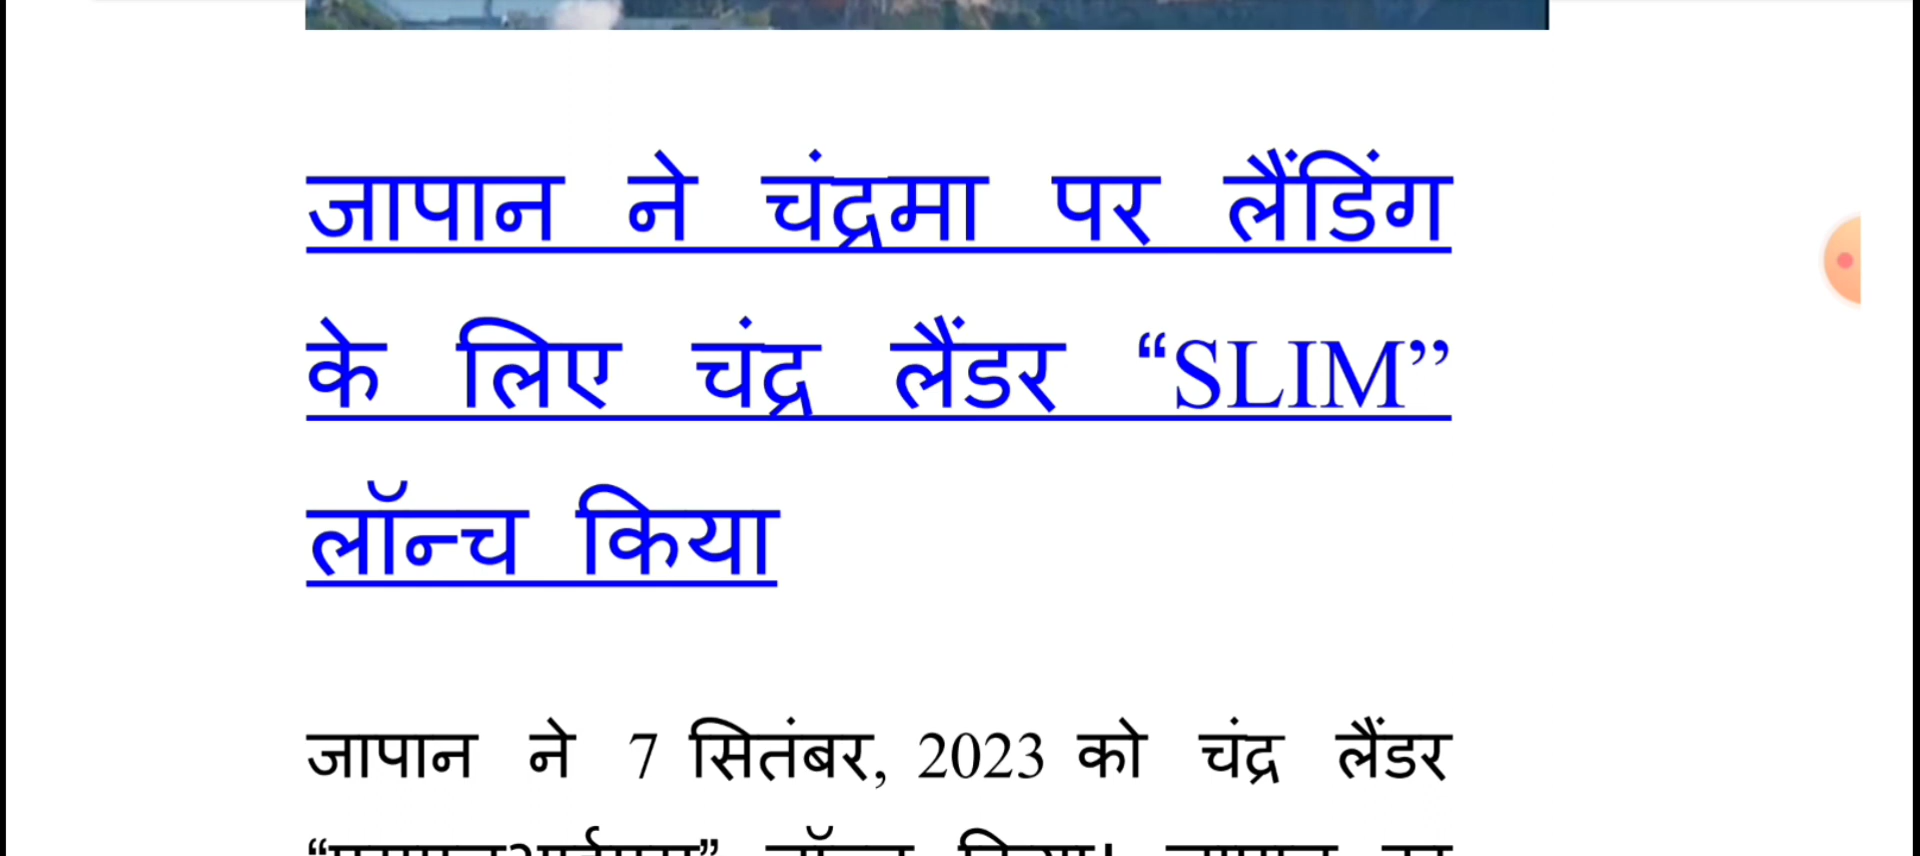 जापान ने चंद्रमा पर लैंडिंग
के लिए चंद्र लैंडर “SLIM”
लॉन्च किया
जापान ने 7 सितंबर, 2023 को चंद्र लैंडर